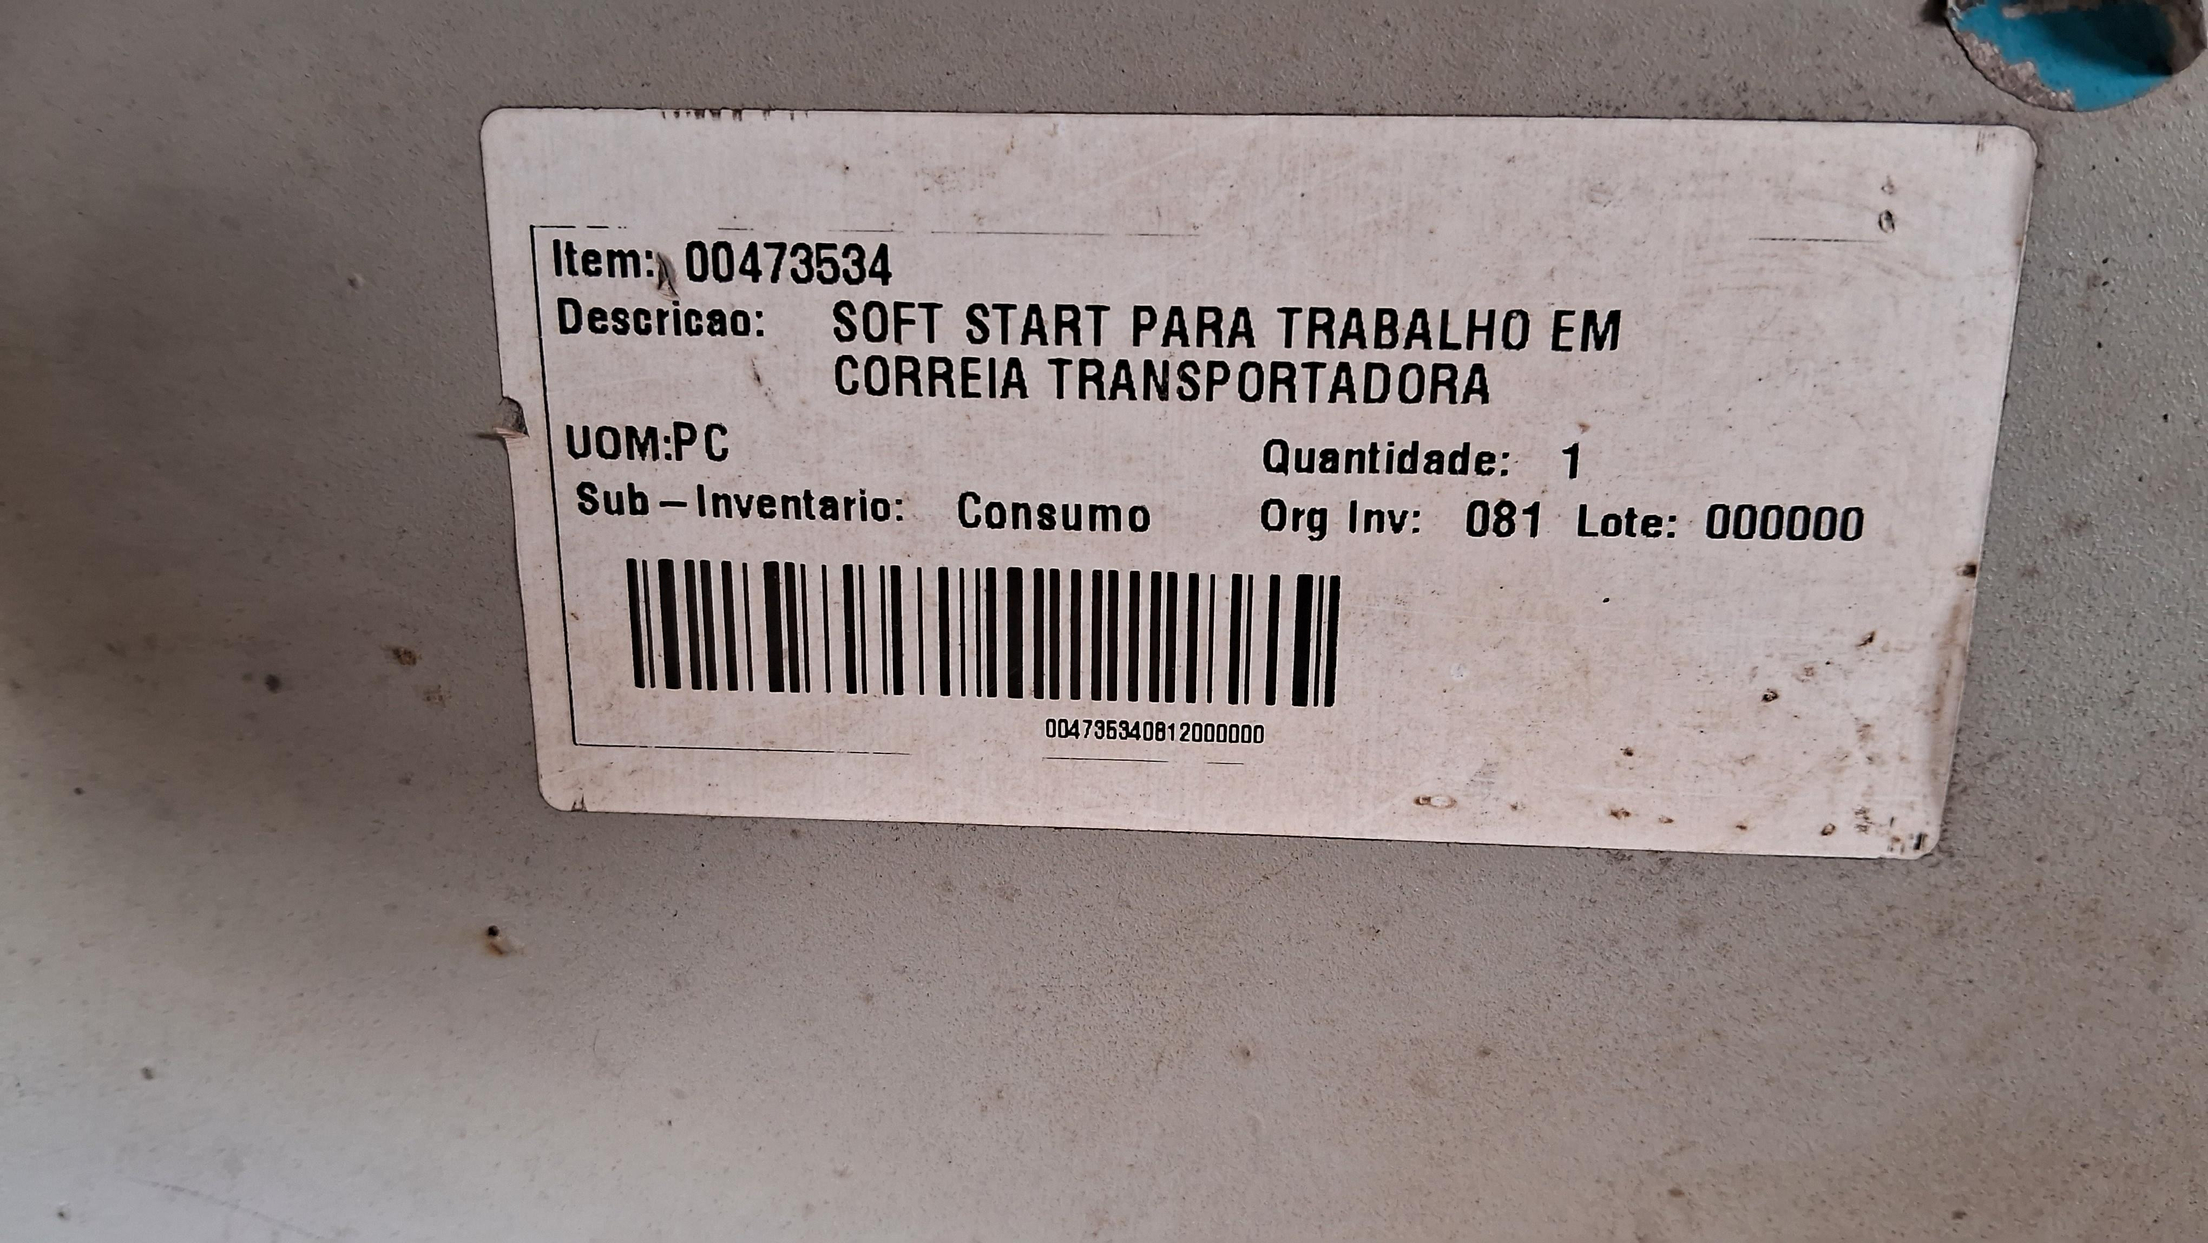 Item: 00473534
Descricao: SOFT START PARA TRABALHO EM
CORREIA TRANSPORTADORA
UOM:PC Quantidade: 1
Sub-Inventario: Consumo Org Inv: 081 Lote: 000000
004735340812000000